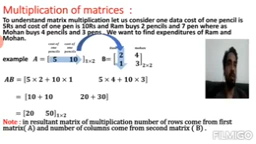 Multiplication of matrices :
To understand matrix multiplication let us consider one data cost of one pencil is
5Rs and cost of one pen is 10Rs and Ram buys 2 pencils and 7 pen where as
Mohan buys 4 pencils and 3 pens. We want to find expenditures of Ram and
Mohan.
example A = [ 5 10 ]1×2 B= [ 2 4 1 3 ]2×2
AB = [5 × 2 + 10 × 1 5 × 4 + 10 × 3]
= [10 + 10 20 + 30]
= [20 50]1×2
Note : in resultant matrix of multiplication number of rows come from first
matrix( A) and number of columns come from second matrix ( B) .